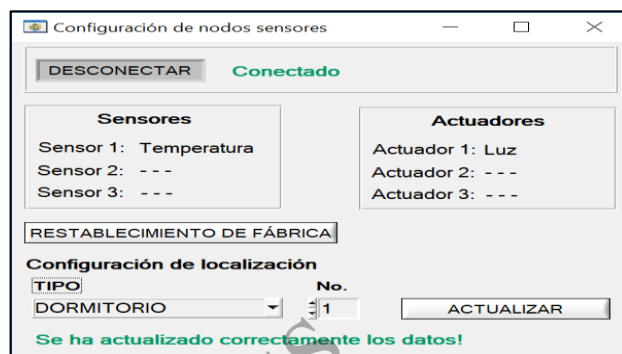 Configuración de nodos sensores
DESCONECTAR Conectado
Sensores
Sensor 1: Temperatura
Sensor 2: - - -
Sensor 3: - - -
Actuadores
Actuador 1: Luz
Actuador 2: - - -
Actuador 3: - - -
RESTABLECIMIENTO DE FÁBRICA
Configuración de localización
TIPO No.
DORMITORIO 1 ACTUALIZAR
Se ha actualizado correctamente los datos!